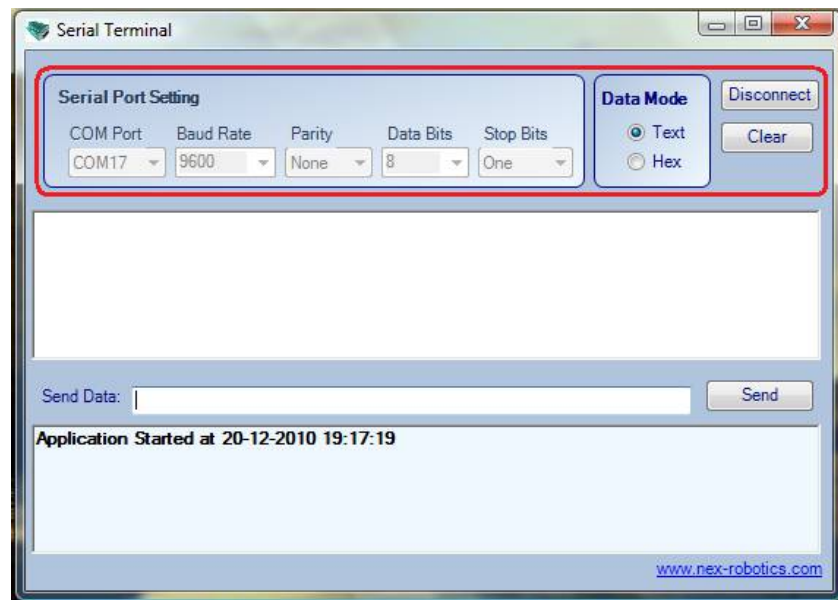 Serial Terminal
Serial Port Setting
COM Port Baud Rate Parity Data Bits Stop Bits
COM17 9600 None 8 One
Data Mode
Text
Hex
Disconnect
Clear
Send Data:
Send
Application Started at 20-12-2010 19:17:19
www.nex-robotics.com